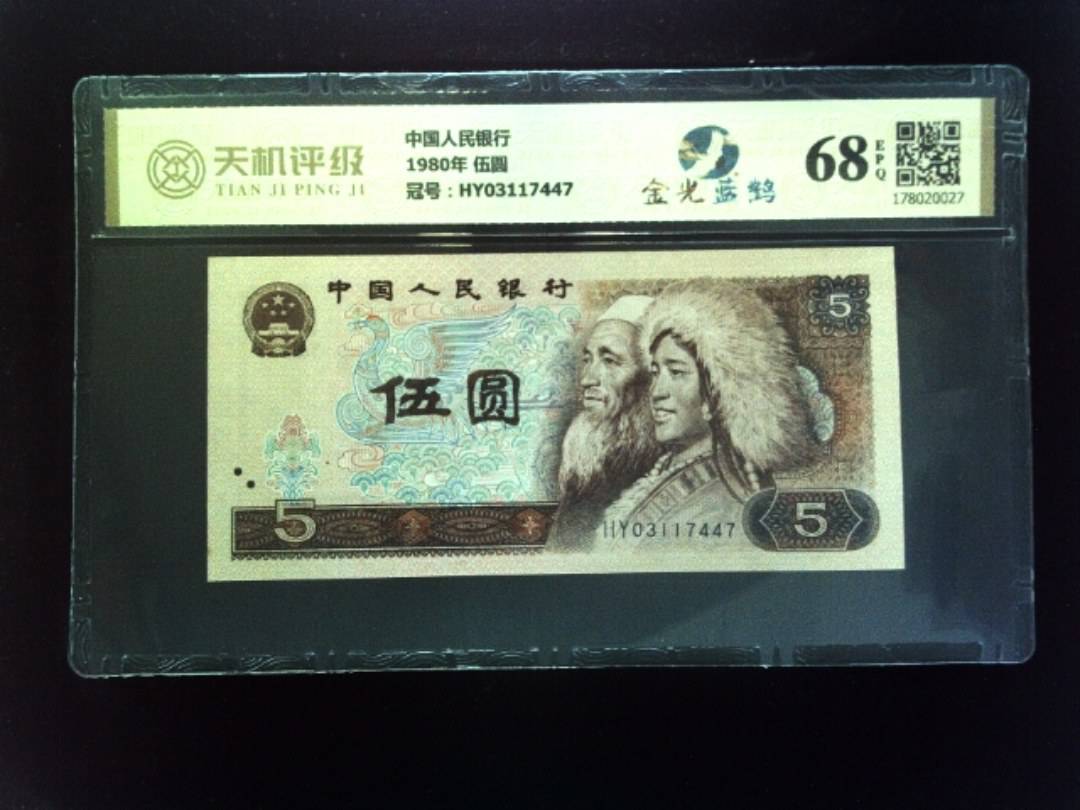 天机评级
TIAN JI PING JI
中国人民银行
1980年 伍圆
冠号：HY03117447
金光蓝鹤
68
EPQ
178020027
中国人民银行
5
伍圆
5
HY03117447
5